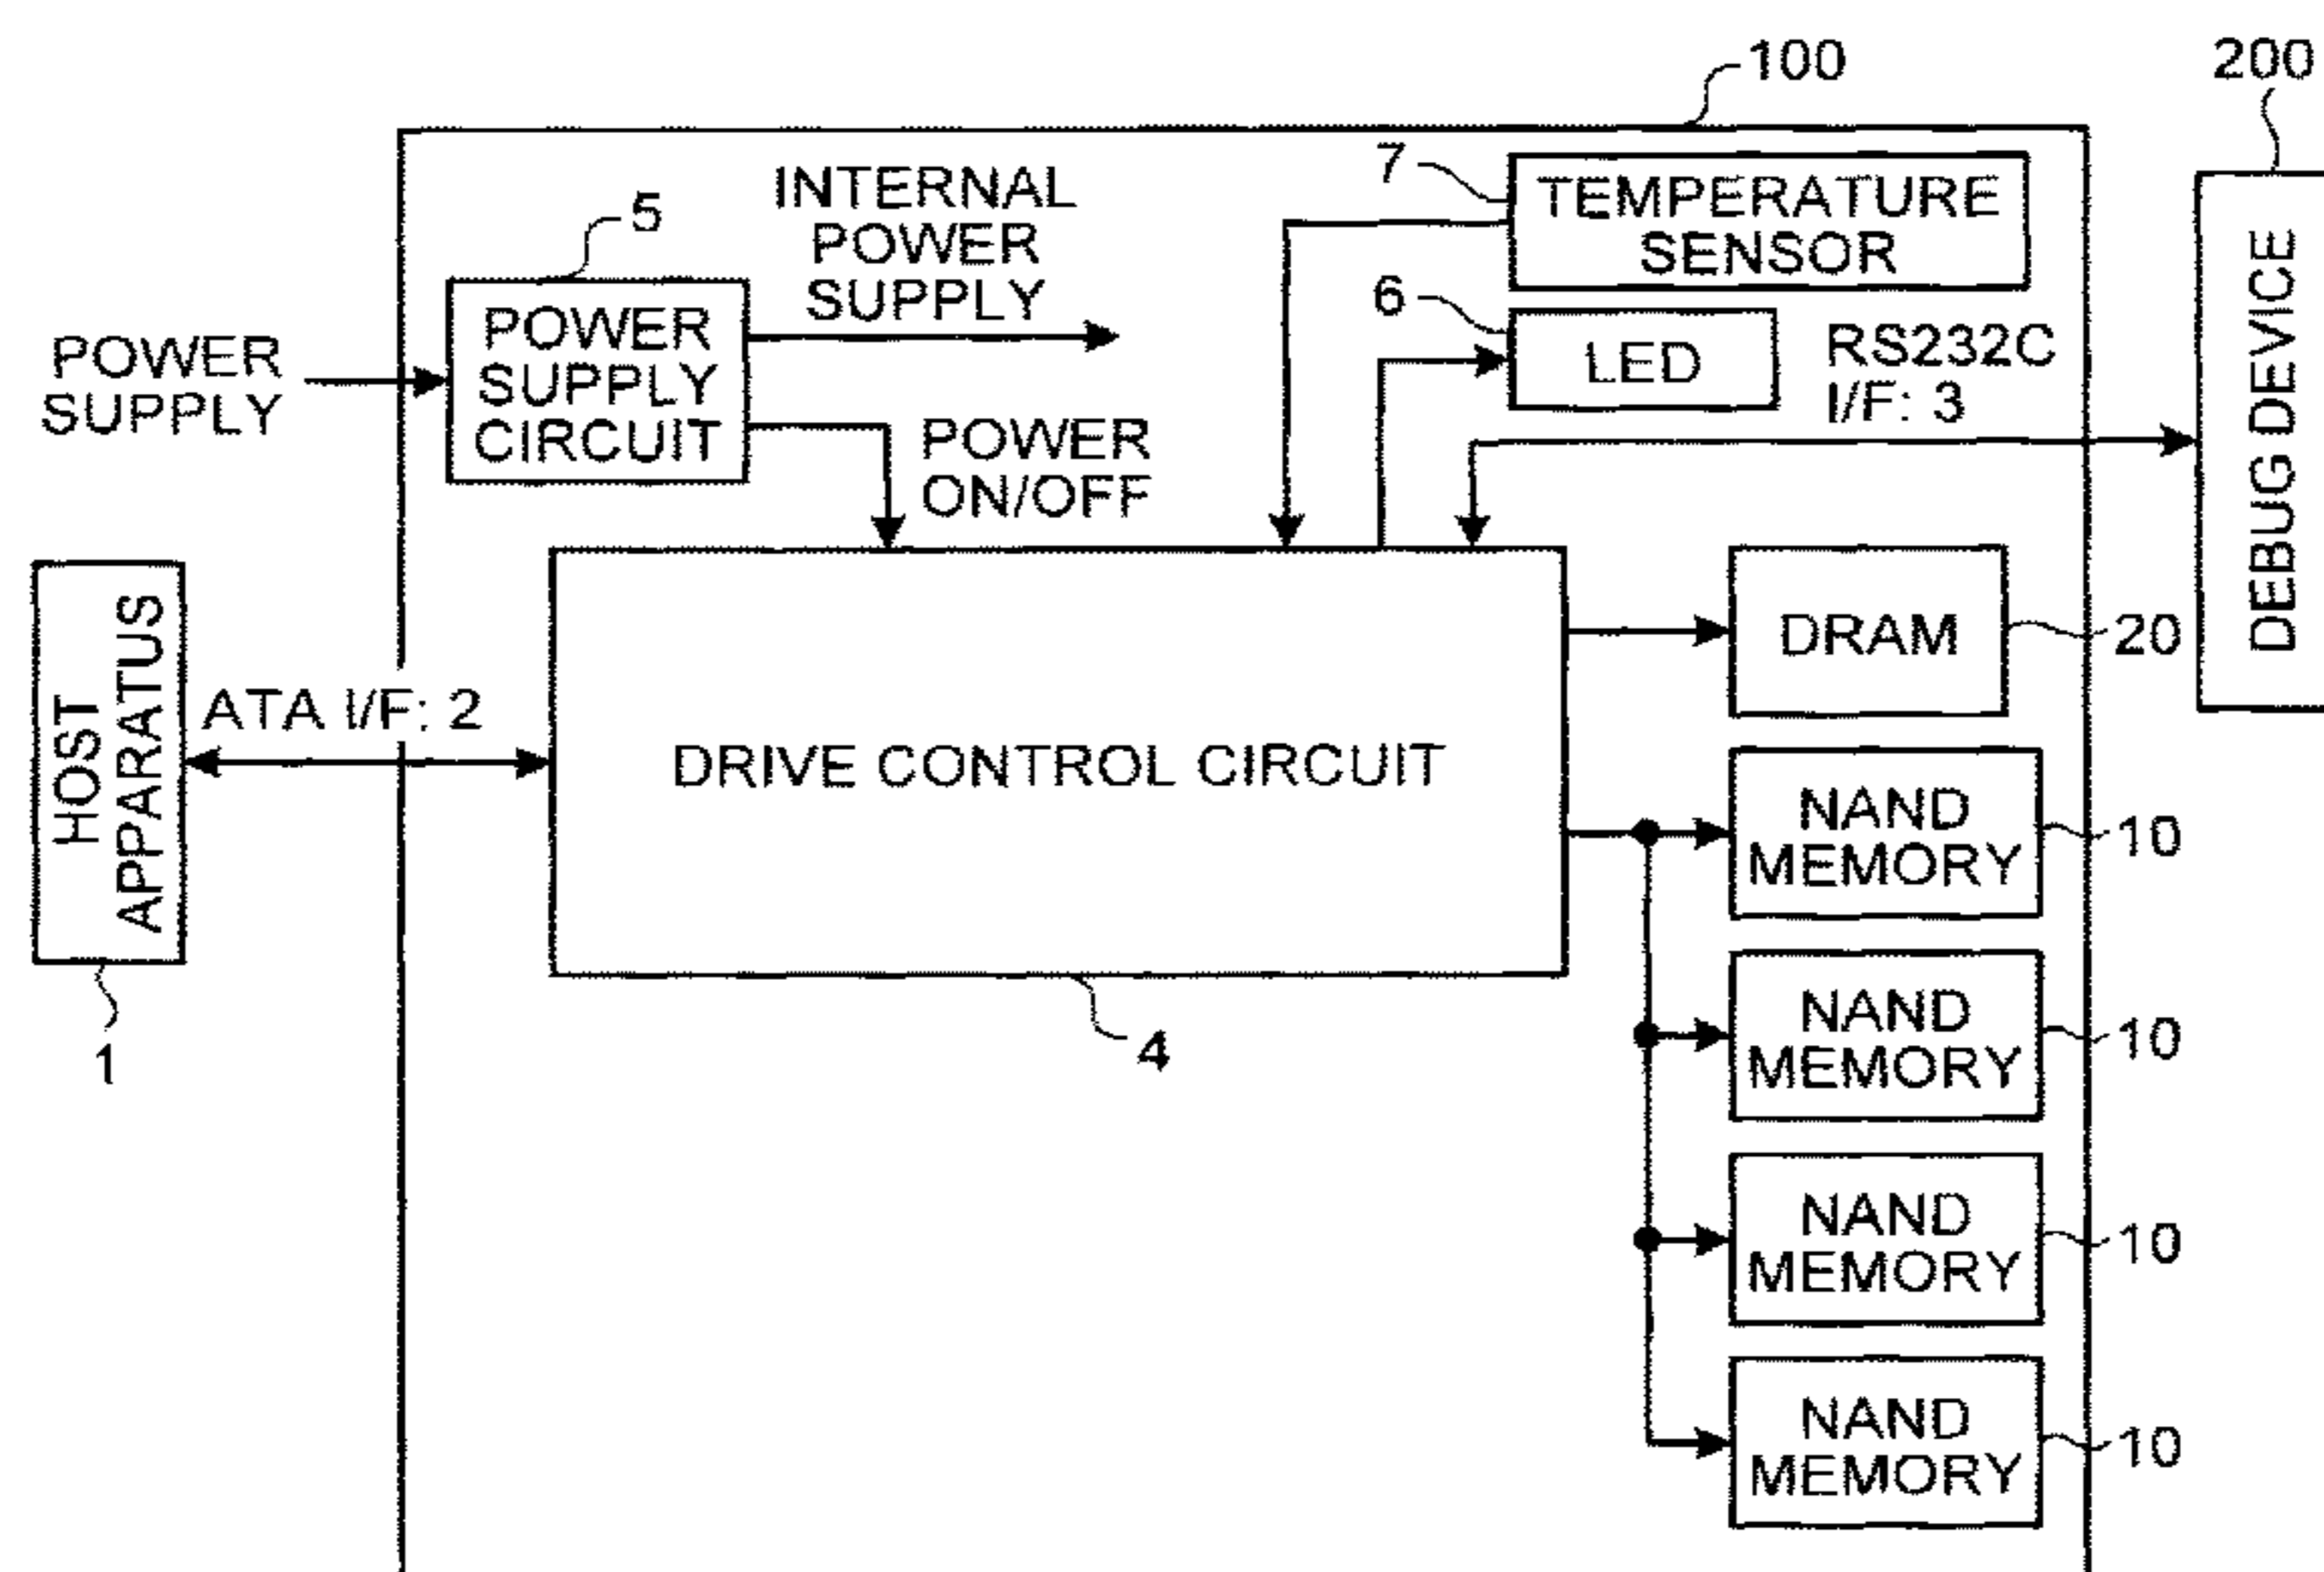 100
200
7
TEMPERATURE
SENSOR
INTERNAL
POWER
SUPPLY
5
6
LED
RS232C
I/F: 3
POWER
SUPPLY
POWER
SUPPLY
CIRCUIT
POWER
ON/OFF
DEBUG DEVICE
HOST
APPARATUS
1
ATA I/F: 2
DRIVE CONTROL CIRCUIT
4
DRAM
20
NAND
MEMORY
10
NAND
MEMORY
10
NAND
MEMORY
10
NAND
MEMORY
10